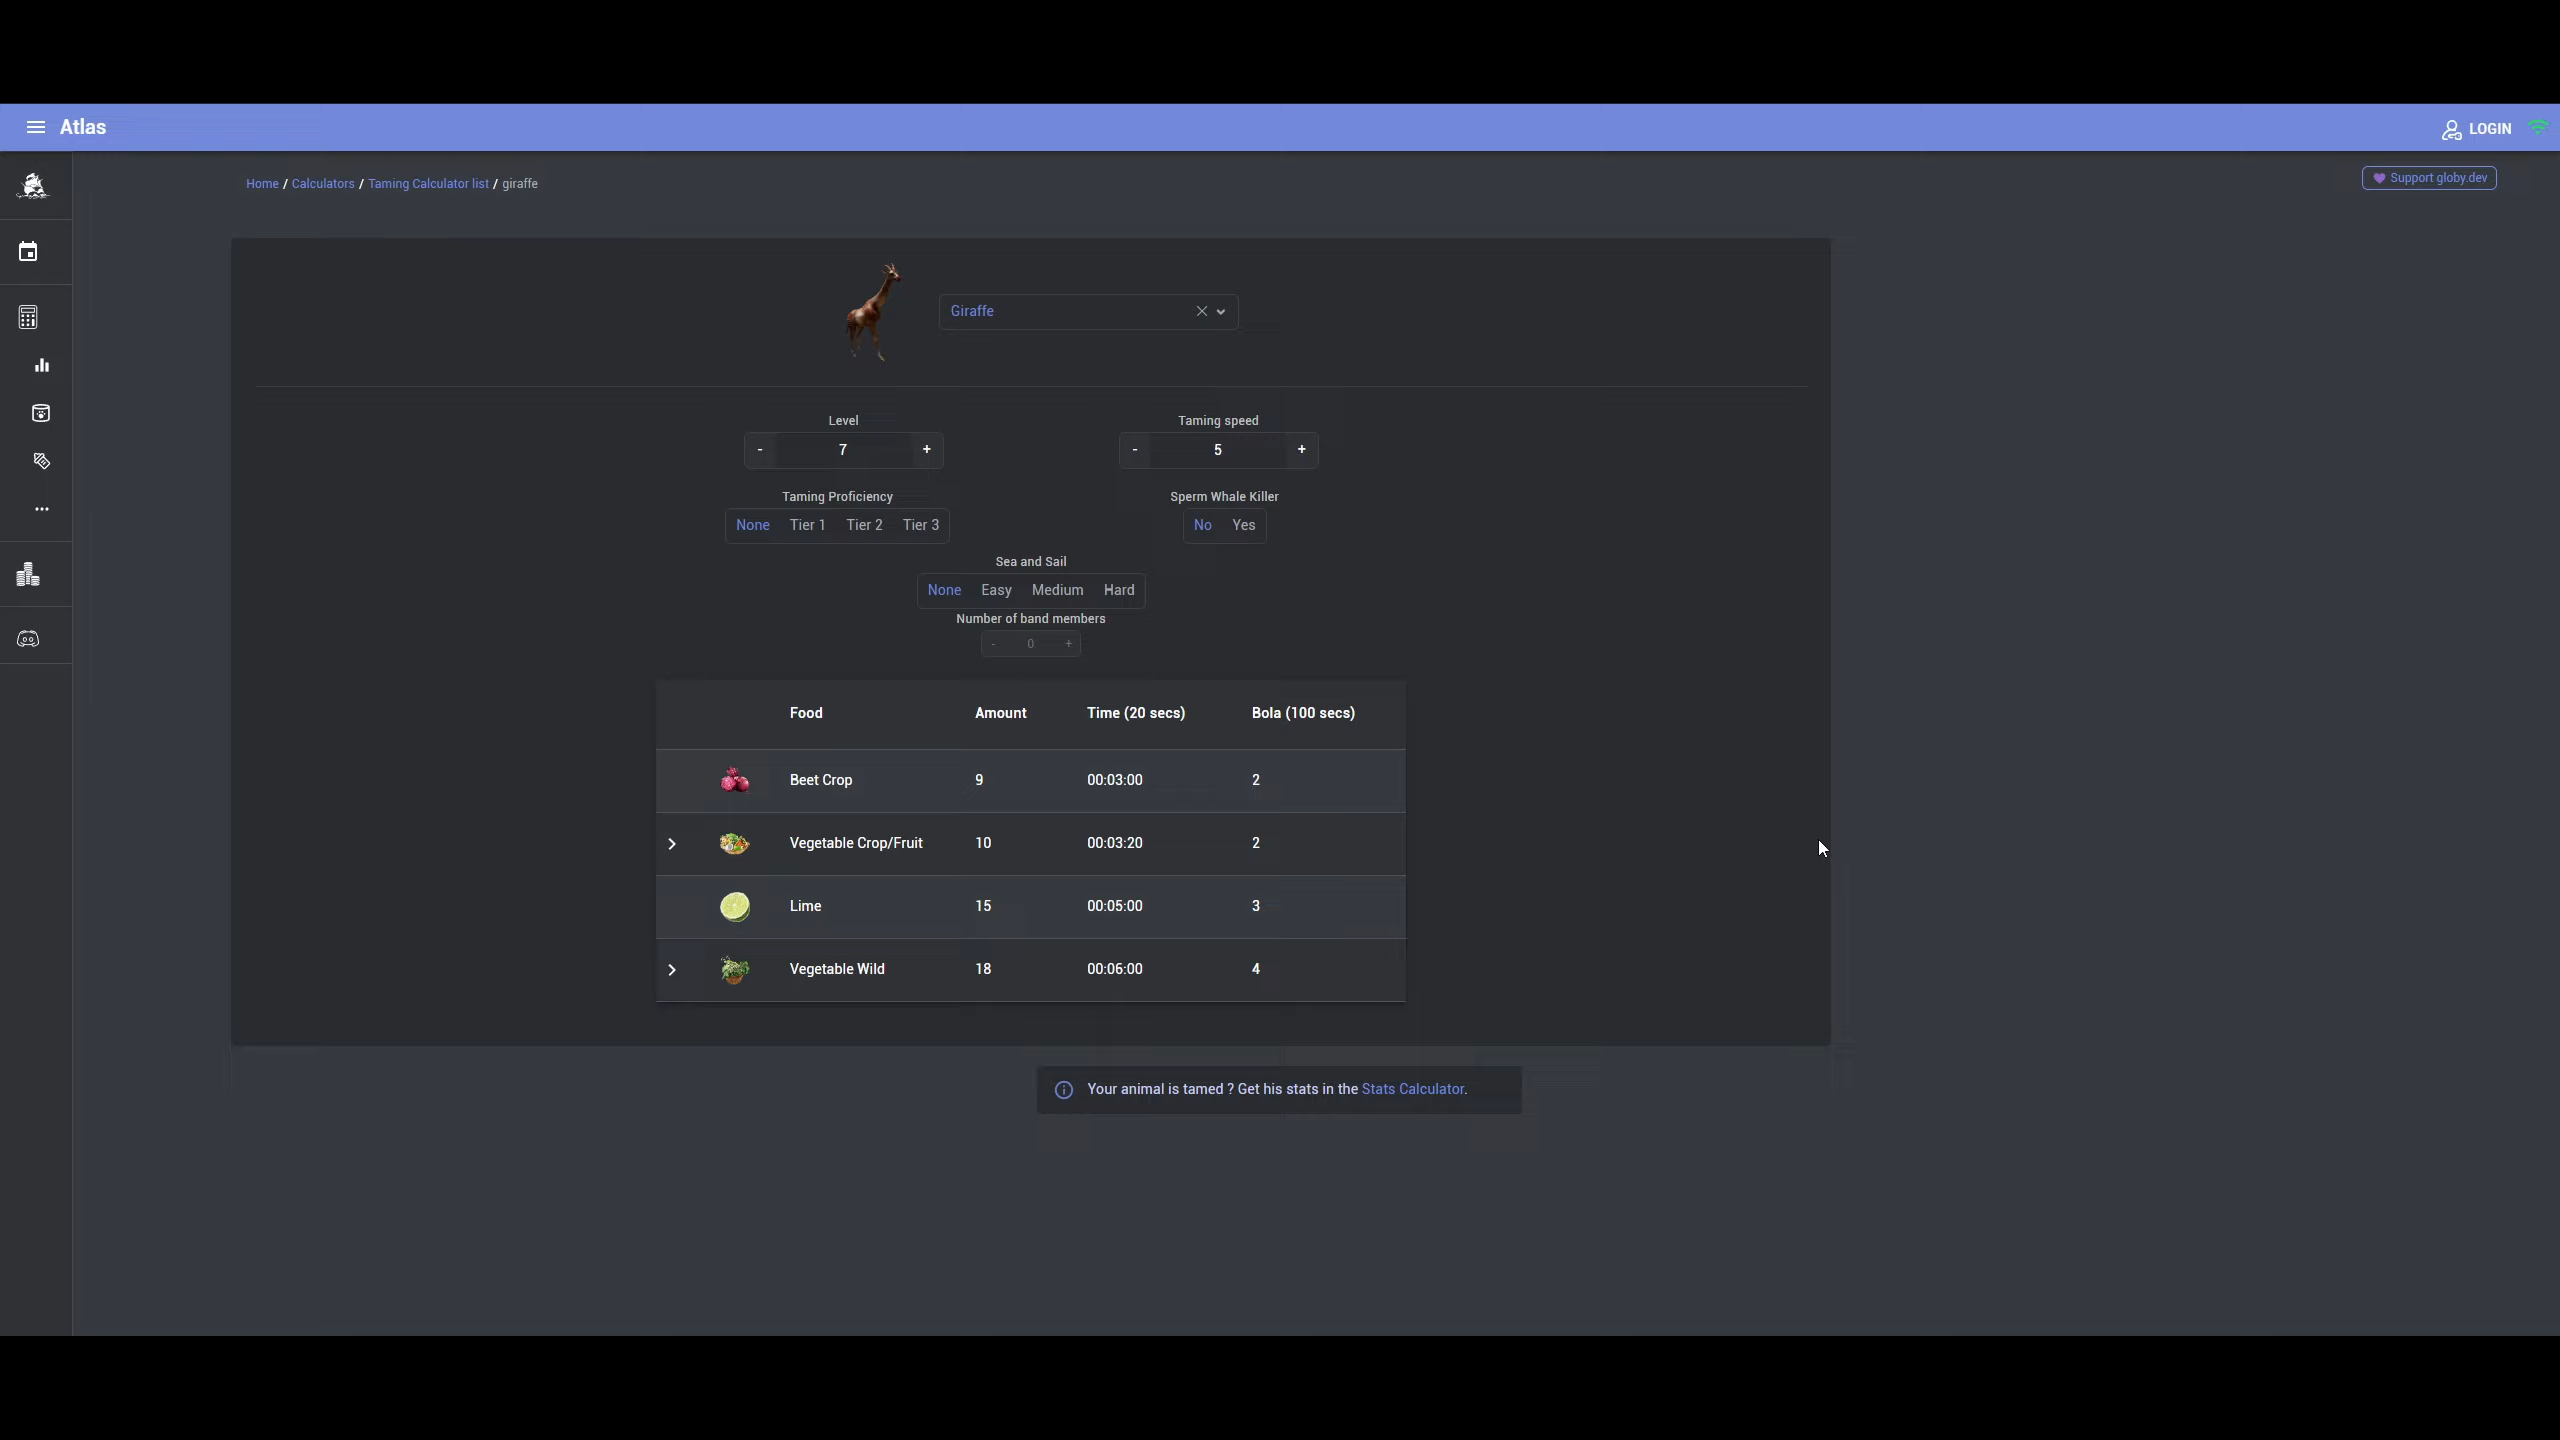 Atlas
LOGIN
Home / Calculators / Taming Calculator list / giraffe
Support globy.dev
Giraffe
Level
Taming speed
- 7 +
- 5 +
Taming Proficiency
Sperm Whale Killer
None Tier 1 Tier 2 Tier 3
No Yes
Sea and Sail
None Easy Medium Hard
Number of band members
- 0 +
Food Amount Time (20 secs) Bola (100 secs)
Beet Crop 9 00:03:00 2
Vegetable Crop/Fruit 10 00:03:20 2
Lime 15 00:05:00 3
Vegetable Wild 18 00:06:00 4
Your animal is tamed ? Get his stats in the Stats Calculator.